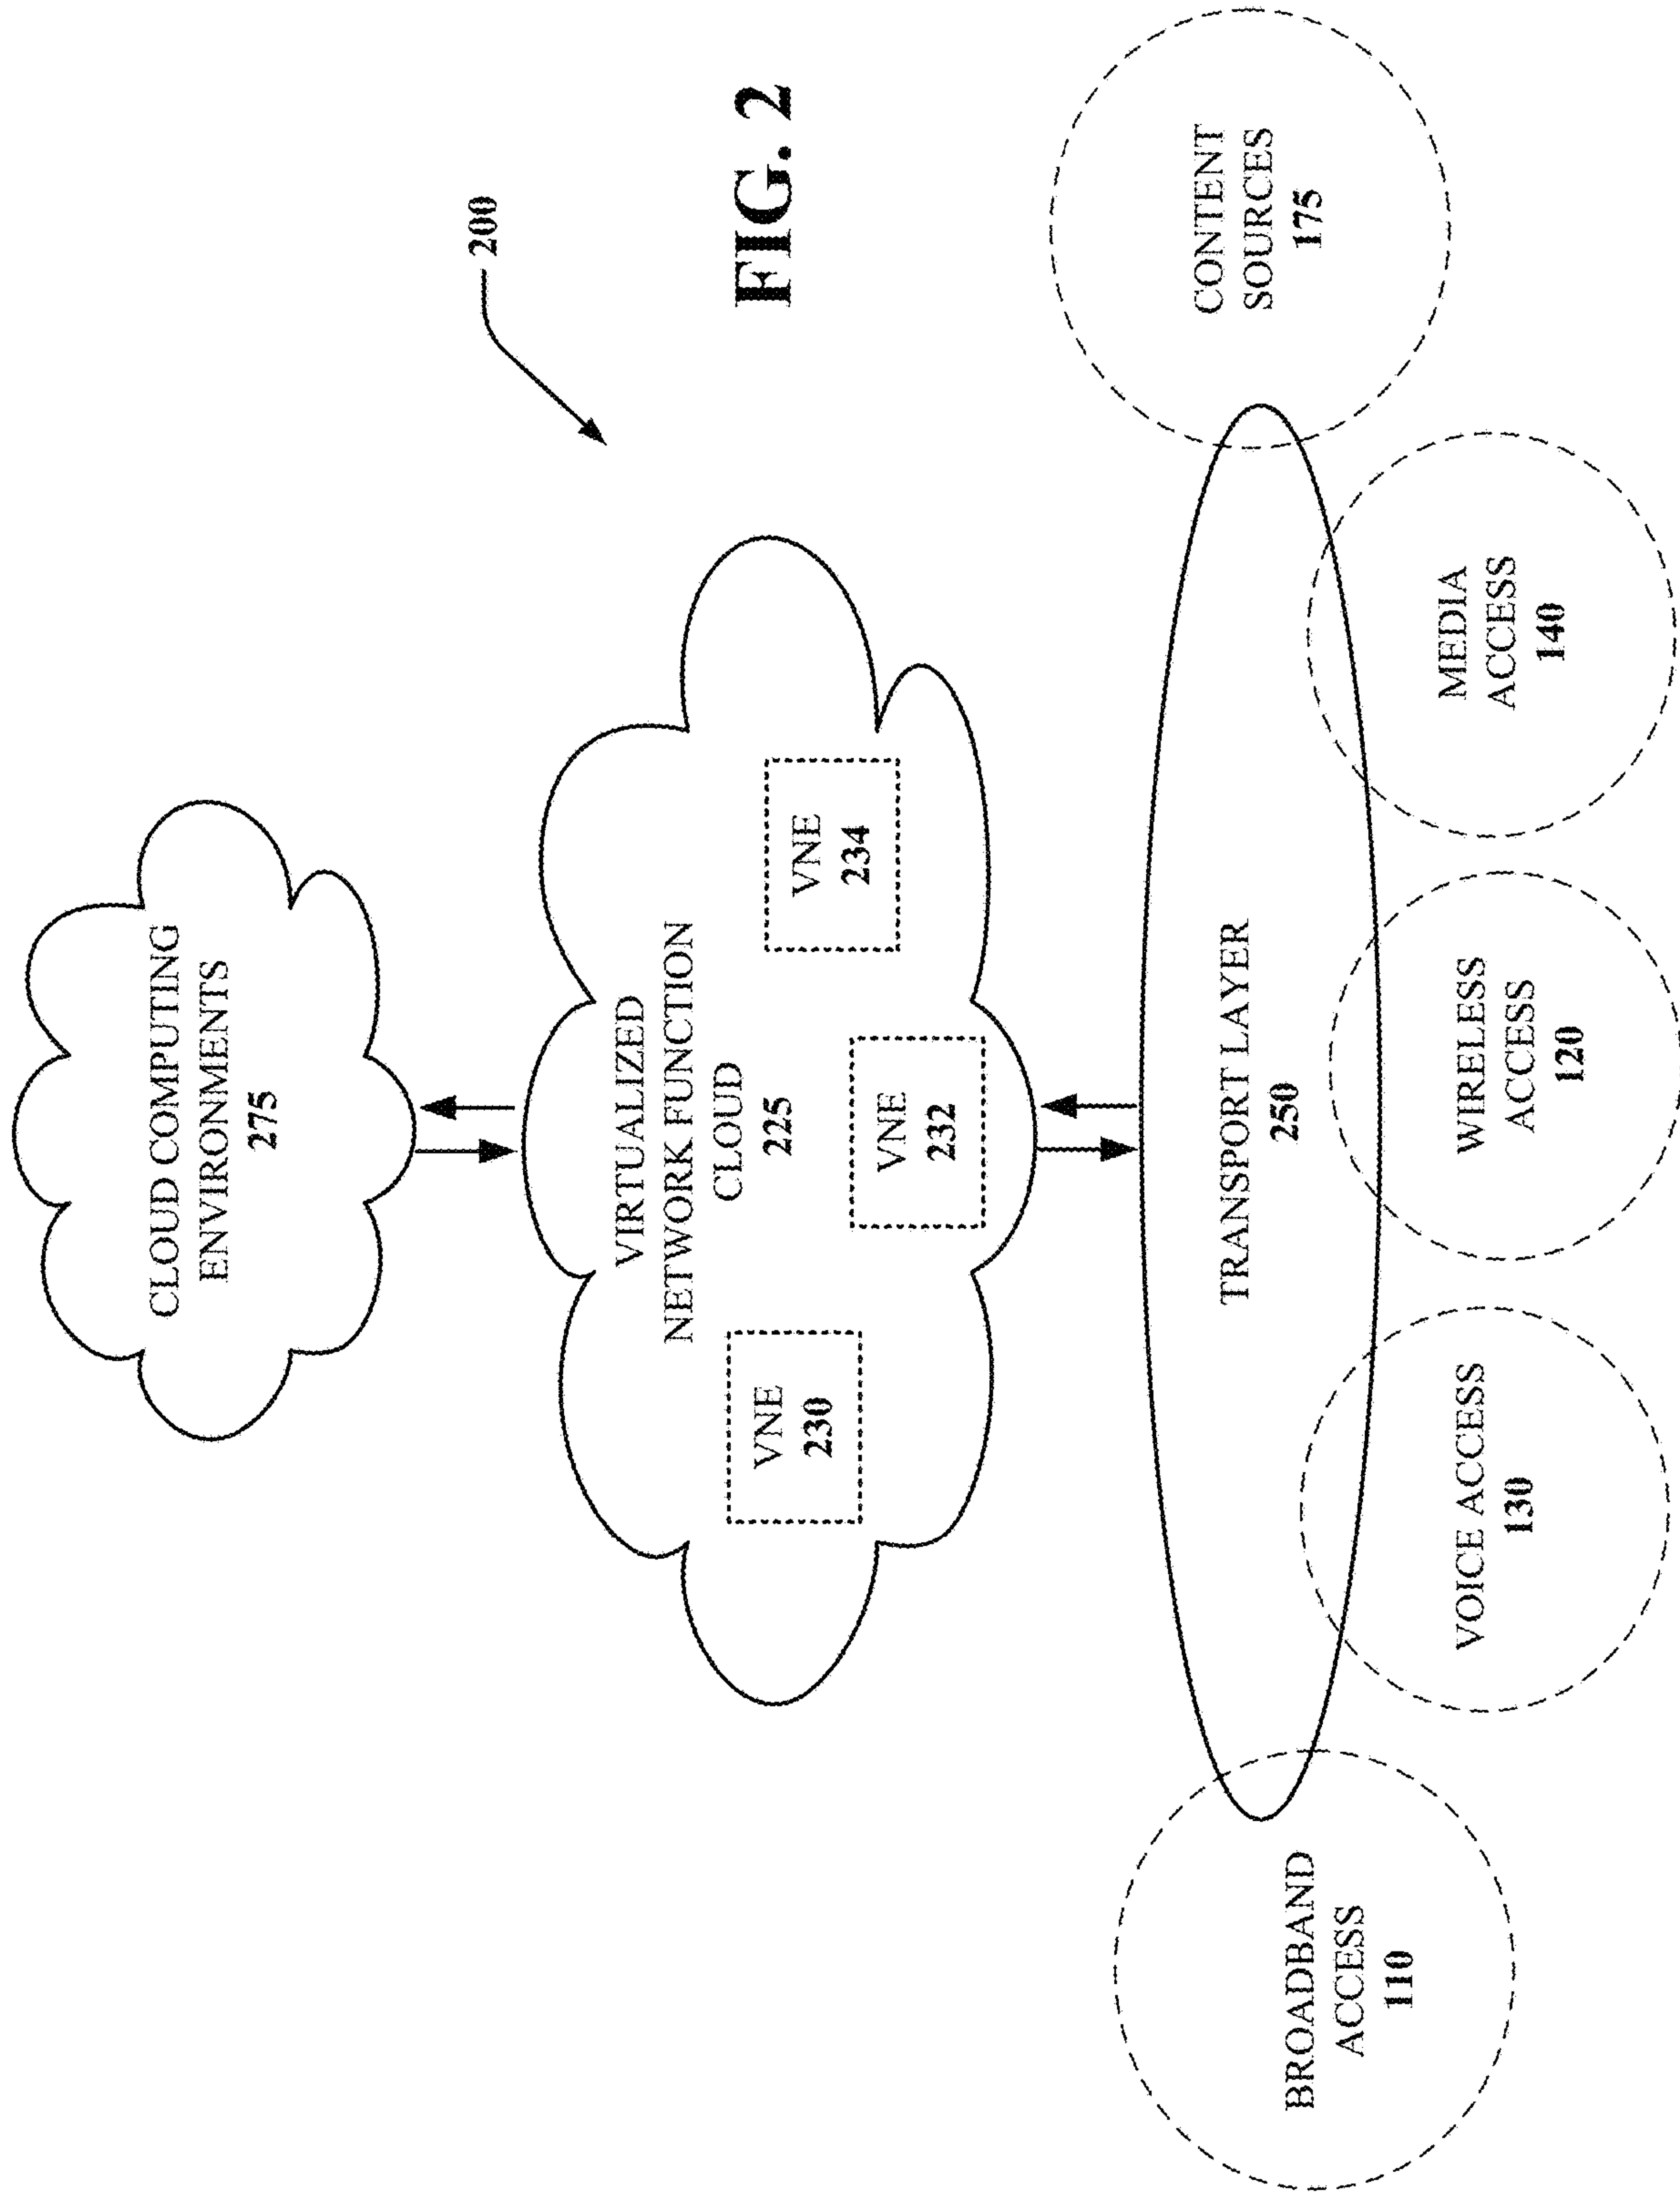 200
CLOUD COMPUTING
ENVIRONMENTS
275
VIRTUALIZED
NETWORK FUNCTION
CLOUD
225
VNE
230
VNE
232
VNE
234
FIG. 2
TRANSPORT LAYER
250
BROADBAND
ACCESS
110
VOICE ACCESS
130
WIRELESS
ACCESS
120
MEDIA
ACCESS
140
CONTENT
SOURCES
175